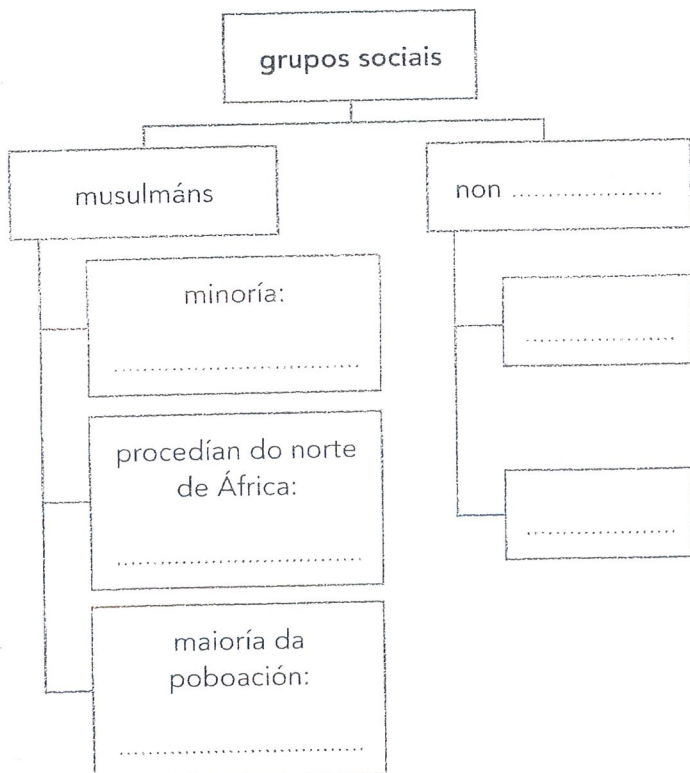 grupos sociais
musulmáns
non .....................
minoría:
...................................
procedían do norte
de África:
...................................
maioría da
poboación:
...................................
.....................
.....................